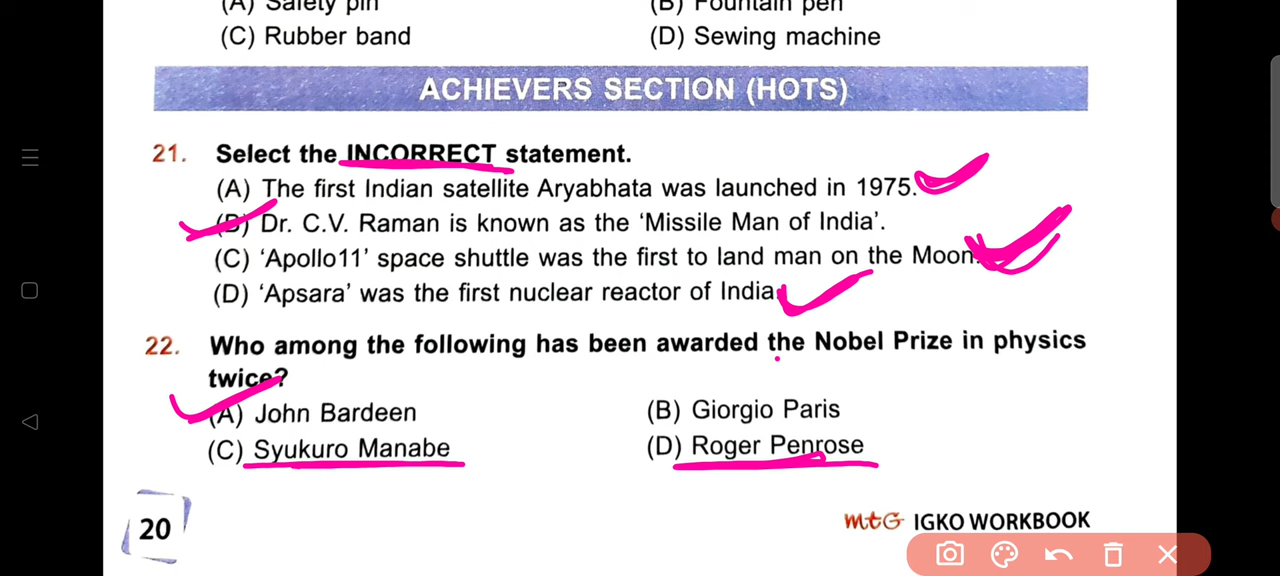 (A) Safety pin (B) Fountain pen
(C) Rubber band (D) Sewing machine
ACHIEVERS SECTION (HOTS)
21. Select the INCORRECT statement.
(A) The first Indian satellite Aryabhata was launched in 1975.
(B) Dr. C.V. Raman is known as the ‘Missile Man of India’.
(C) ‘Apollo11’ space shuttle was the first to land man on the Moon.
(D) ‘Apsara’ was the first nuclear reactor of India.
22. Who among the following has been awarded the Nobel Prize in physics
twice?
(A) John Bardeen (B) Giorgio Paris
(C) Syukuro Manabe (D) Roger Penrose
20 mtG IGKO WORKBOOK